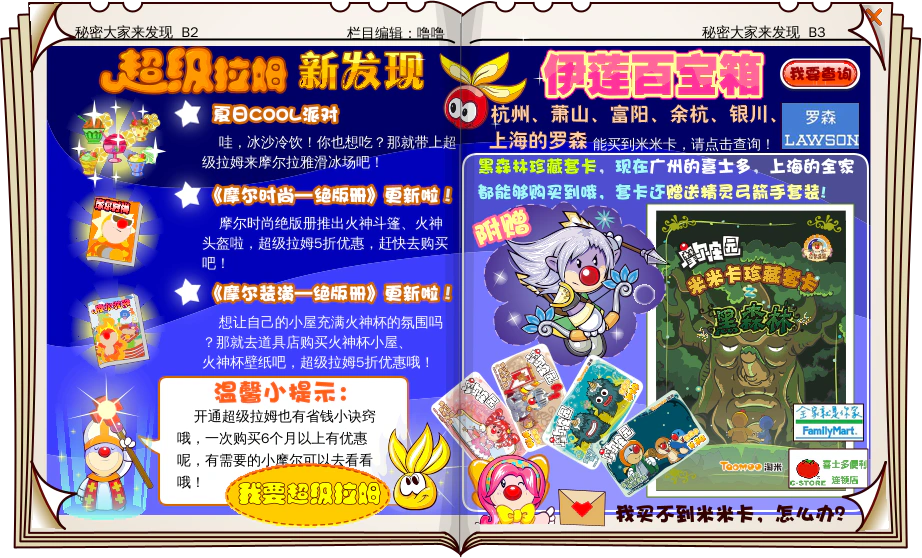 秘密大家来发现 B2
栏目编辑：噜噜
超级拉姆 新发现
夏日COOL派对
哇，冰沙冷饮！你也想吃？那就带上超
级拉姆来摩尔拉雅滑冰场吧！
《摩尔时尚—绝版册》更新啦！
摩尔时尚绝版册推出火神斗篷、火神
头盔啦，超级拉姆5折优惠，赶快去购买
吧！
《摩尔装潢—绝版册》更新啦！
想让自己的小屋充满火神杯的氛围吗
？那就去道具店购买火神杯小屋、
火神杯壁纸吧，超级拉姆5折优惠哦！
温馨小提示：
开通超级拉姆也有省钱小诀窍
哦，一次购买6个月以上有优惠
呢，有需要的小摩尔可以去看看
哦！
我要超级拉姆
秘密大家来发现 B3
伊莲百宝箱
我要查询
杭州、萧山、富阳、余杭、银川、
上海的罗森 能买到米米卡，请点击查询！
罗森
LAWSON
黑森林珍藏套卡，现在广州的喜士多、上海的全家
都能够购买到哦，套卡还赠送精灵弓箭手套装!
附赠
摩尔庄园
米米卡珍藏套卡
之
黑森林
全家就是你家
FamilyMart.
Taomee 淘米
喜士多便利
连锁店
C-STORE
我买不到米米卡，怎么办?